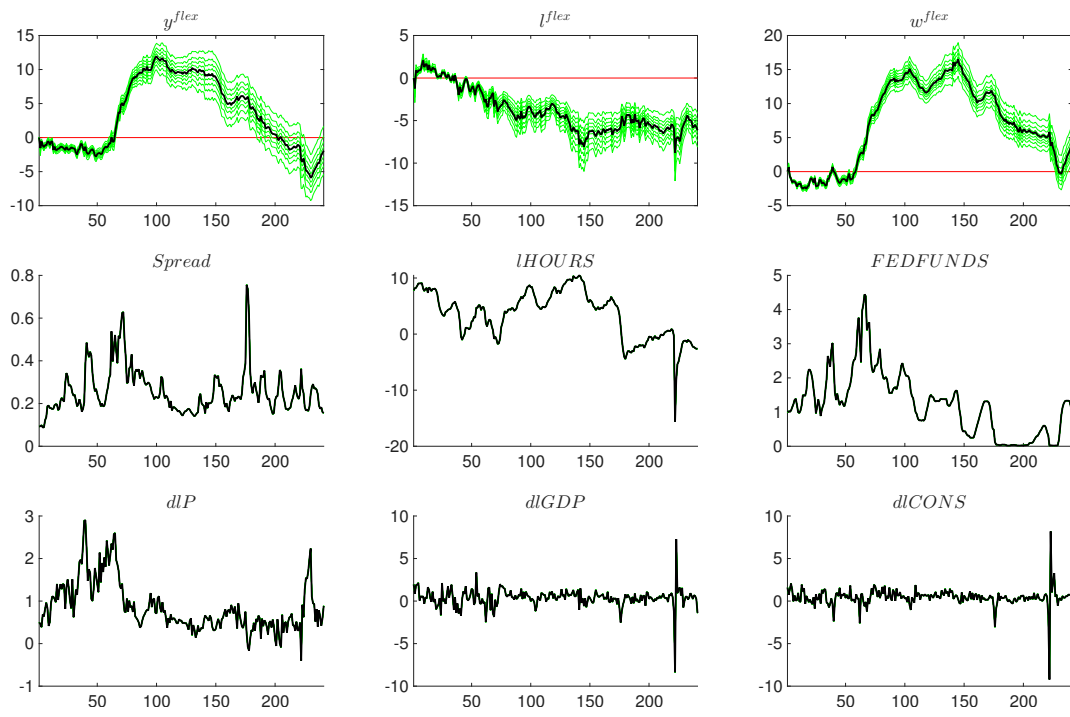 y^{flex} l^{flex} w^{flex}
15 5 20
10 0 15
5 -5 10
0 -10 5
-5 -15 0
-10 -5
50 100 150 200 50 100 150 200 50 100 150 200
Spread lHOURS FEDFUNDS
0.8 10 5
0.6 0 4
0.4 -10 3
0.2 -20 2
0 1
0
50 100 150 200 50 100 150 200 50 100 150 200
dlP dlGDP dlCONS
3 10 10
2 5 5
1 0 0
0 -5 -5
-1 -10 -10
50 100 150 200 50 100 150 200 50 100 150 200